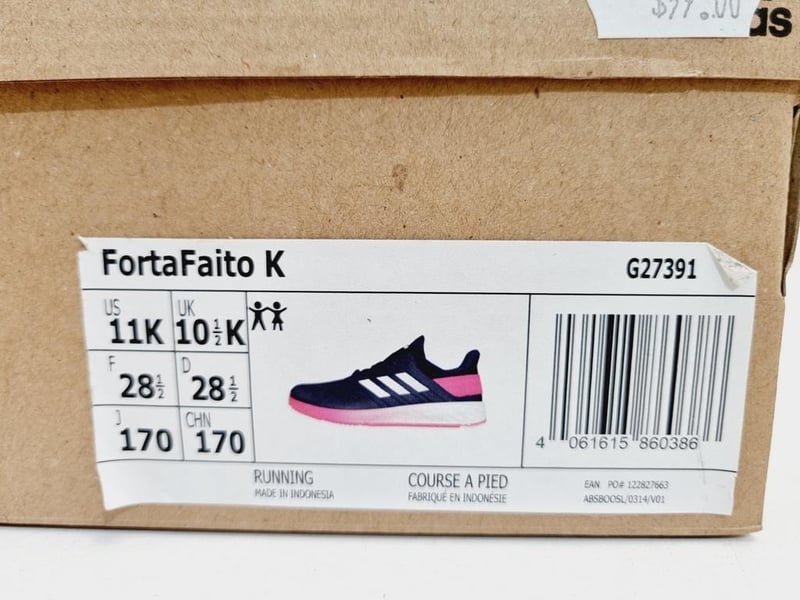 as
FortaFaito K
G27391
US
11K
UK
10½K
F
28½
D
28½
J
170
CHN
170
4 061615 860386
RUNNING
MADE IN INDONESIA
COURSE A PIED
FABRIQUÉ EN INDONÉSIE
EAN PO# 122827663
ABSBOOSL/0314/V01